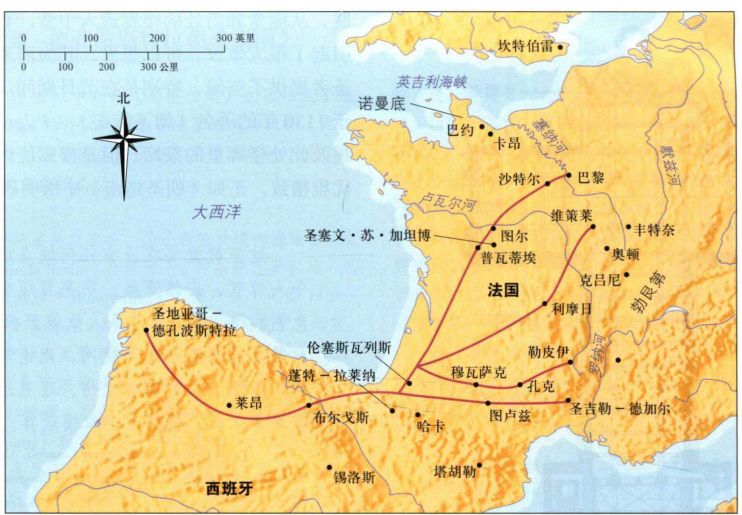 0 100 200 300 英里
0 100 200 300 公里
北
坎特伯雷
英吉利海峡
诺曼底
巴约
卡昂
塞纳河
默兹河
沙特尔
巴黎
大西洋
卢瓦尔河
维策莱
圣塞文·苏·加坦博
图尔
丰特奈
普瓦蒂埃
奥顿
克吕尼
法国
勃艮第
利摩日
圣地亚哥－
德孔波斯特拉
伦塞斯瓦列斯
勒皮伊
罗纳河
蓬特－拉莱纳
穆瓦萨克
孔克
莱昂
布尔戈斯
哈卡
图卢兹
圣吉勒－德加尔
锡洛斯
塔胡勒
西班牙